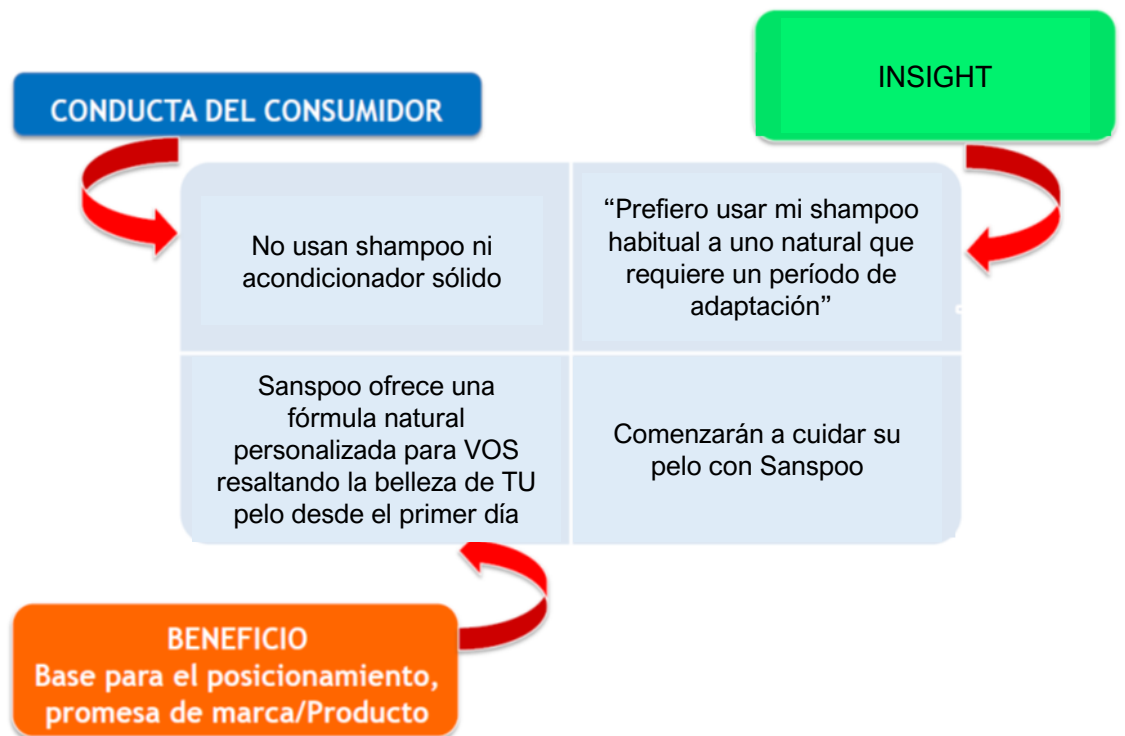 INSIGHT
CONDUCTA DEL CONSUMIDOR
No usan shampoo ni
acondicionador sólido
“Prefiero usar mi shampoo
habitual a uno natural que
requiere un período de
adaptación”
Sanspoo ofrece una
fórmula natural
personalizada para VOS
resaltando la belleza de TU
pelo desde el primer día
Comenzarán a cuidar su
pelo con Sanspoo
BENEFICIO
Base para el posicionamiento,
promesa de marca/Producto